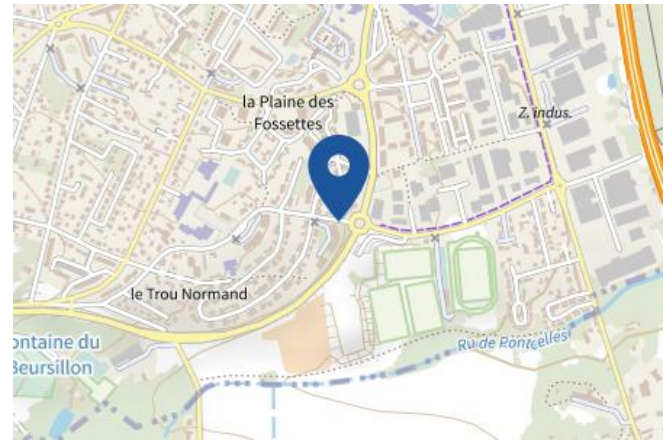 la Plaine des
Fossettes
Z. indus.
le Trou Normand
ontaine du
Beursillon
Ru de Pontcelles